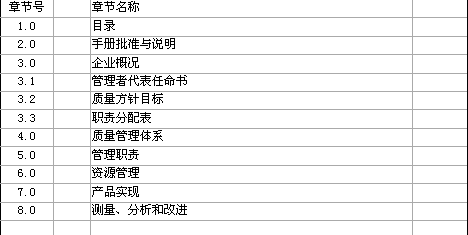 章节号 章节名称
1.0 目录
2.0 手册批准与说明
3.0 企业概况
3.1 管理者代表任命书
3.2 质量方针目标
3.3 职责分配表
4.0 质量管理体系
5.0 管理职责
6.0 资源管理
7.0 产品实现
8.0 测量、分析和改进